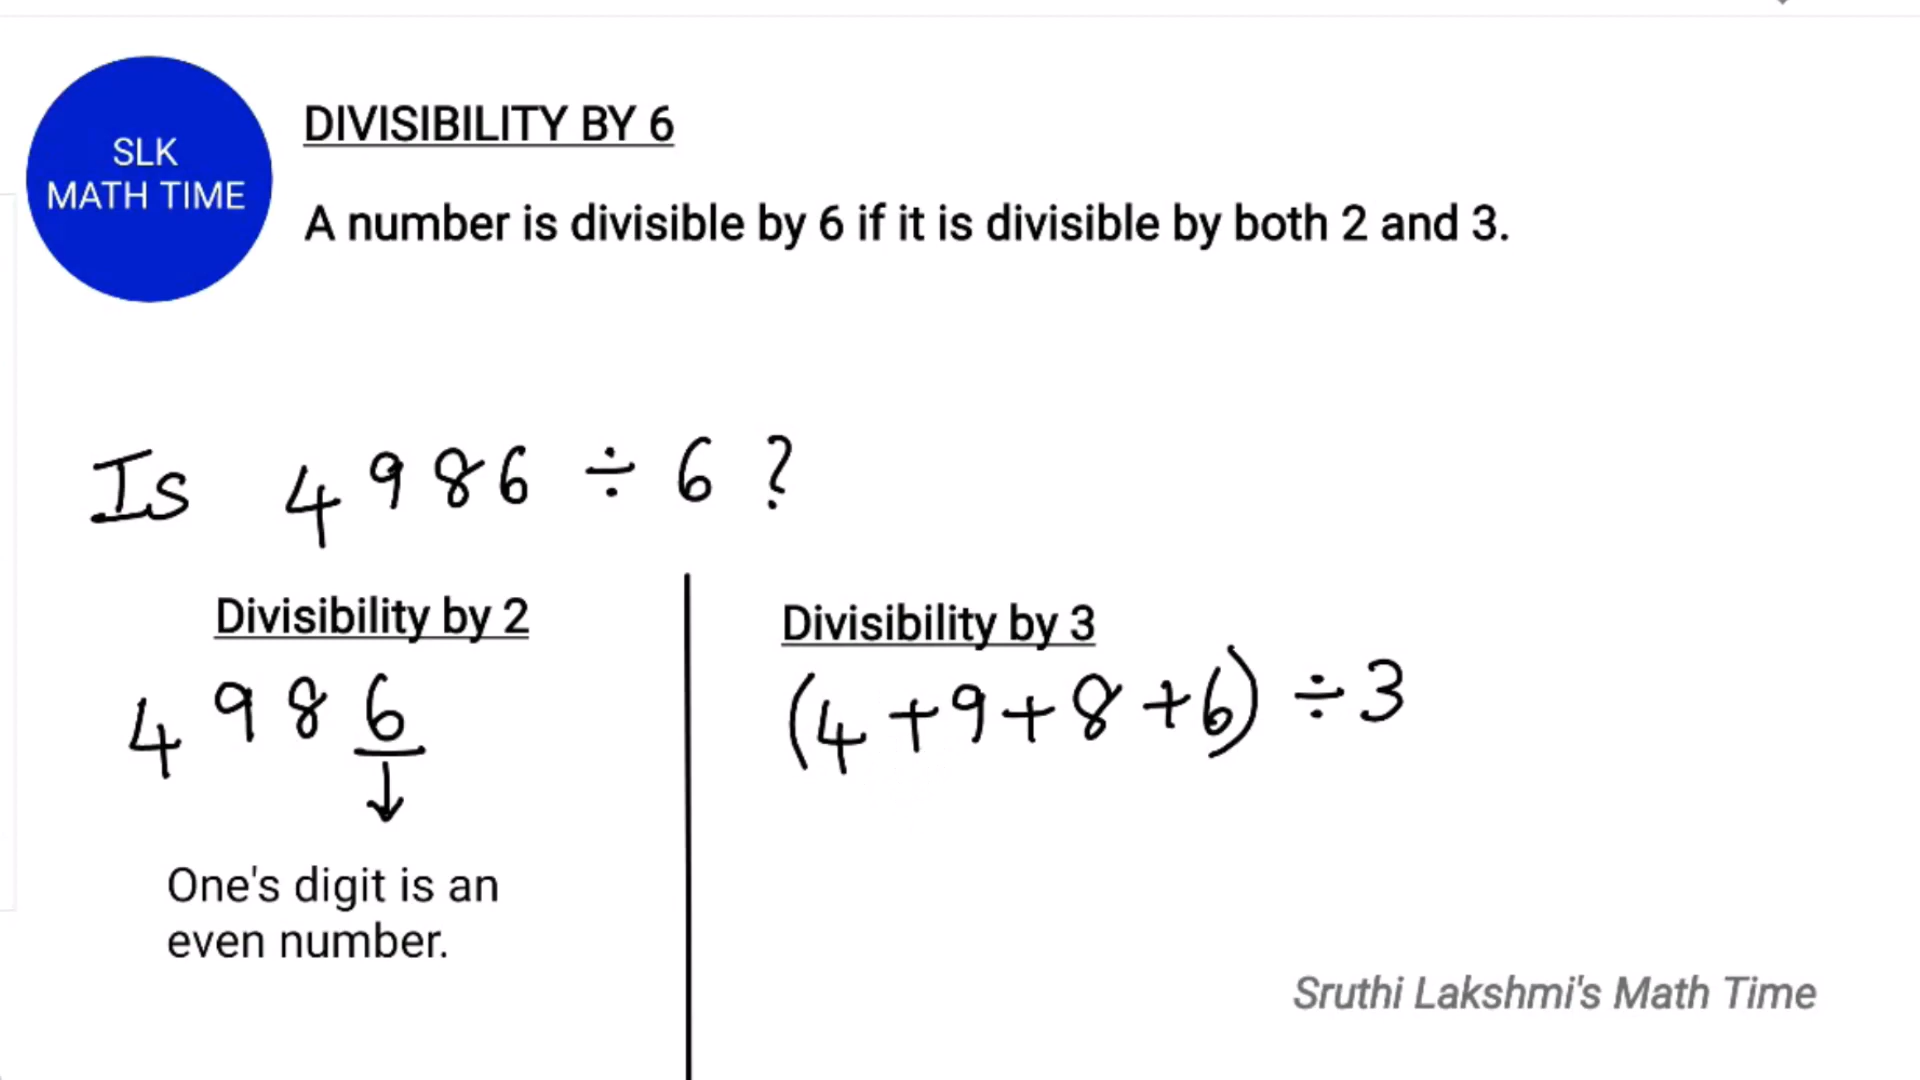 SLK
MATH TIME
DIVISIBILITY BY 6
A number is divisible by 6 if it is divisible by both 2 and 3.
Is 4986 ÷ 6 ?
Divisibility by 2
4986
One's digit is an
even number.
Divisibility by 3
(4+9+8+6) ÷3
Sruthi Lakshmi's Math Time